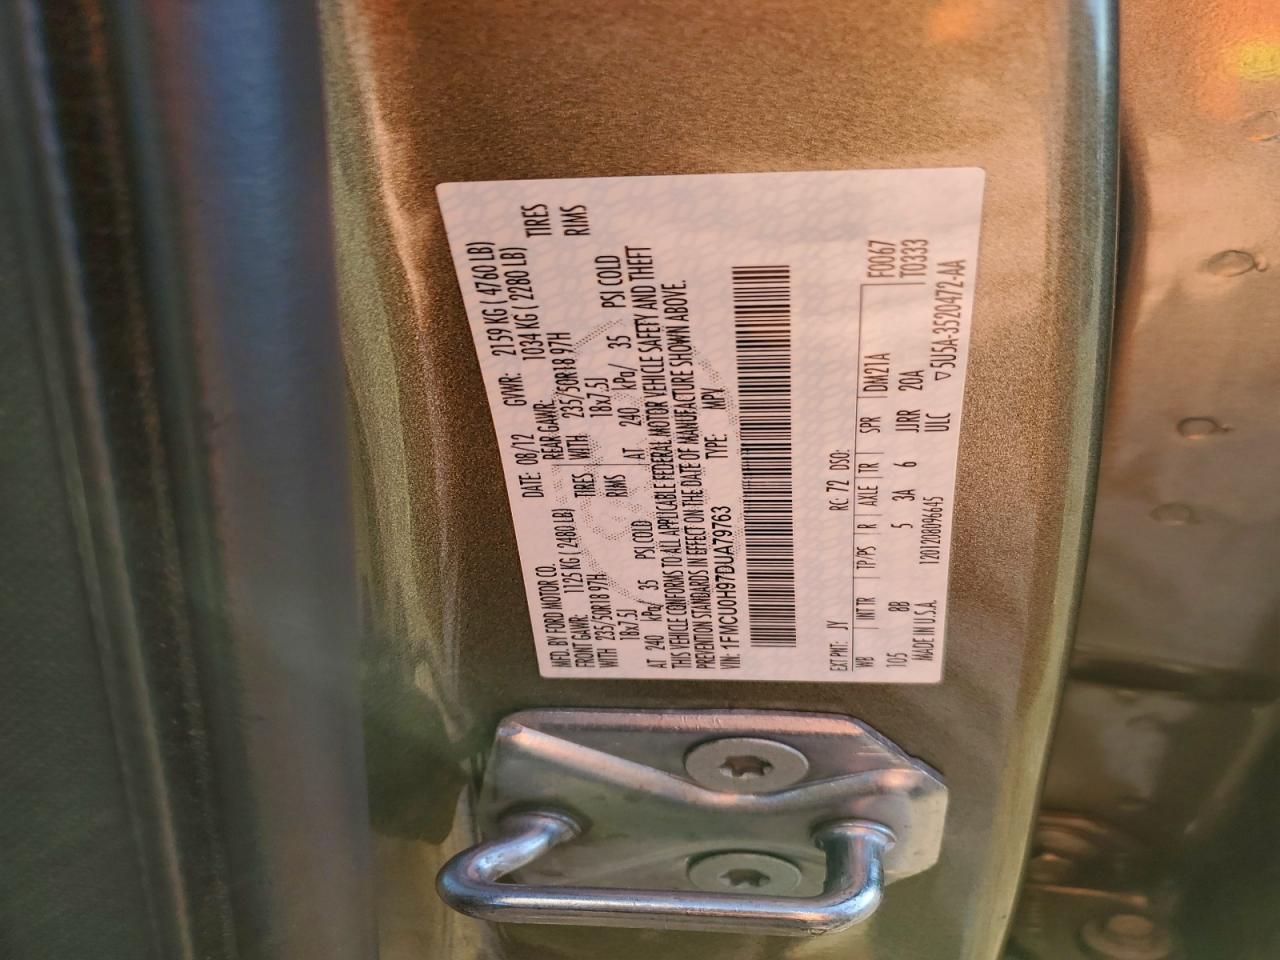 MFD. BY FORD MOTOR CO.
DATE: 08/12 GVWR: 2159 KG ( 4760 LB)
FRONT GAWR: 1125 KG ( 2480 LB) REAR GAWR: 1034 KG ( 2280 LB)
WITH 235/50R18 97H TIRES WITH 235/50R18 97H TIRES
18x7.5J RIMS 18x7.5J RIMS
AT 240 kPa/ 35 PSI COLD AT 240 kPa/ 35 PSI COLD
THIS VEHICLE CONFORMS TO ALL APPLICABLE FEDERAL MOTOR VEHICLE SAFETY AND THEFT
PREVENTION STANDARDS IN EFFECT ON THE DATE OF MANUFACTURE SHOWN ABOVE.
VIN: 1FMCU0H97DUA79763 TYPE: MPV
EXT PNT: JY RC: 72 DSO: F0067
WB INT TR TP/PS R AXLE TR SPR DM21A T0333
105 8B 5 3A 6 JJBR 20A
MADE IN U.S.A. 1201208098645 ULC ▽5U5A-3520472-AA